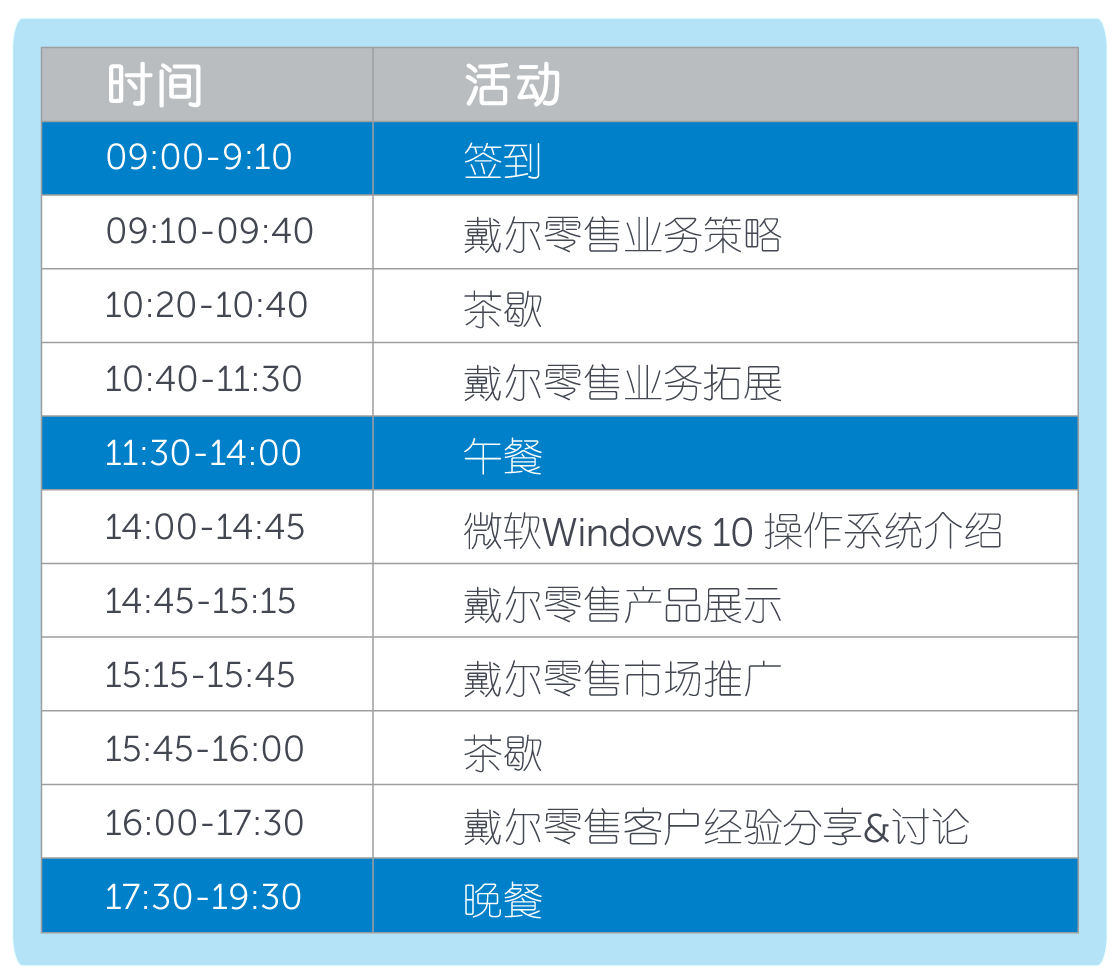 时间 活动
09:00-9:10 签到
09:10-09:40 戴尔零售业务策略
10:20-10:40 茶歇
10:40-11:30 戴尔零售业务拓展
11:30-14:00 午餐
14:00-14:45 微软Windows 10 操作系统介绍
14:45-15:15 戴尔零售产品展示
15:15-15:45 戴尔零售市场推广
15:45-16:00 茶歇
16:00-17:30 戴尔零售客户经验分享&讨论
17:30-19:30 晚餐